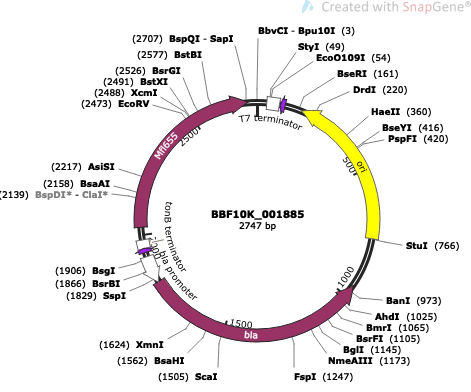 Created with SnapGene®
(2707) BspQI - SapI
BbvCI - Bpu10I (3)
(2577) BstBI
StyI (49)
EcoO109I (54)
(2526) BsrGI
BseRI (161)
(2491) BstXI
DrdI (220)
(2488) XcmI
(2473) EcoRV
HaeII (360)
BseYI (416)
PspFI (420)
T7 terminator
2500
Mfl655
ori
500
(2217) AsiSI
(2158) BsaAI
(2139) BspDI* - ClaI*
BBF10K_001885
2747 bp
tonB terminator
StuI (766)
bla promoter
(1906) BsgI
(1866) BsrBI
(1829) SspI
1000
BanI (973)
AhdI (1025)
BmrI (1065)
BsrFI (1105)
BglI (1145)
NmeAIII (1173)
1500
bla
(1624) XmnI
(1562) BsaHI
(1505) ScaI
FspI (1247)